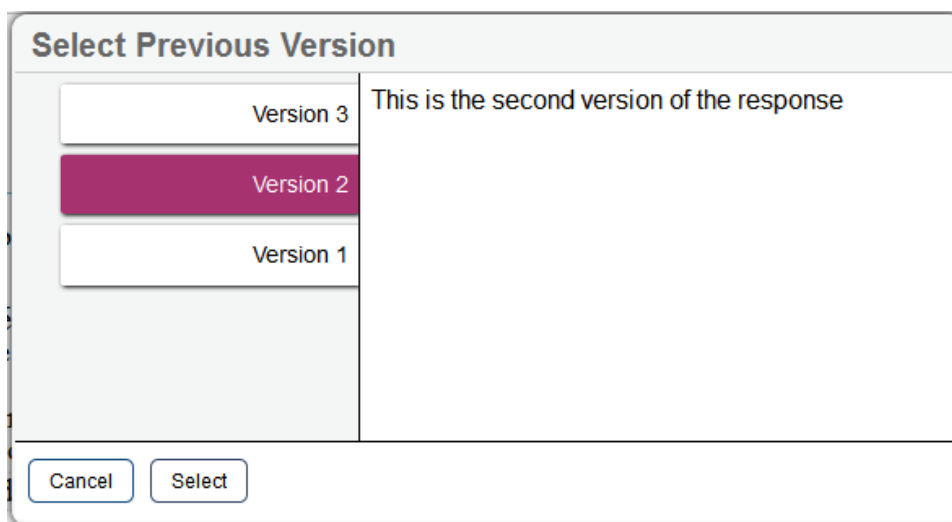 Select Previous Version
Version 3
This is the second version of the response
Version 2
Version 1
Cancel
Select